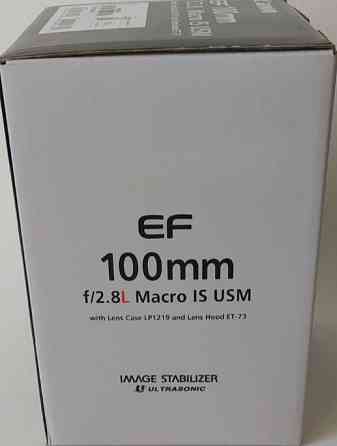 EF
100mm
f/2.8L Macro IS USM
with Lens Case LP1219 and Lens Hood ET-73
IMAGE STABILIZER
ULTRASONIC